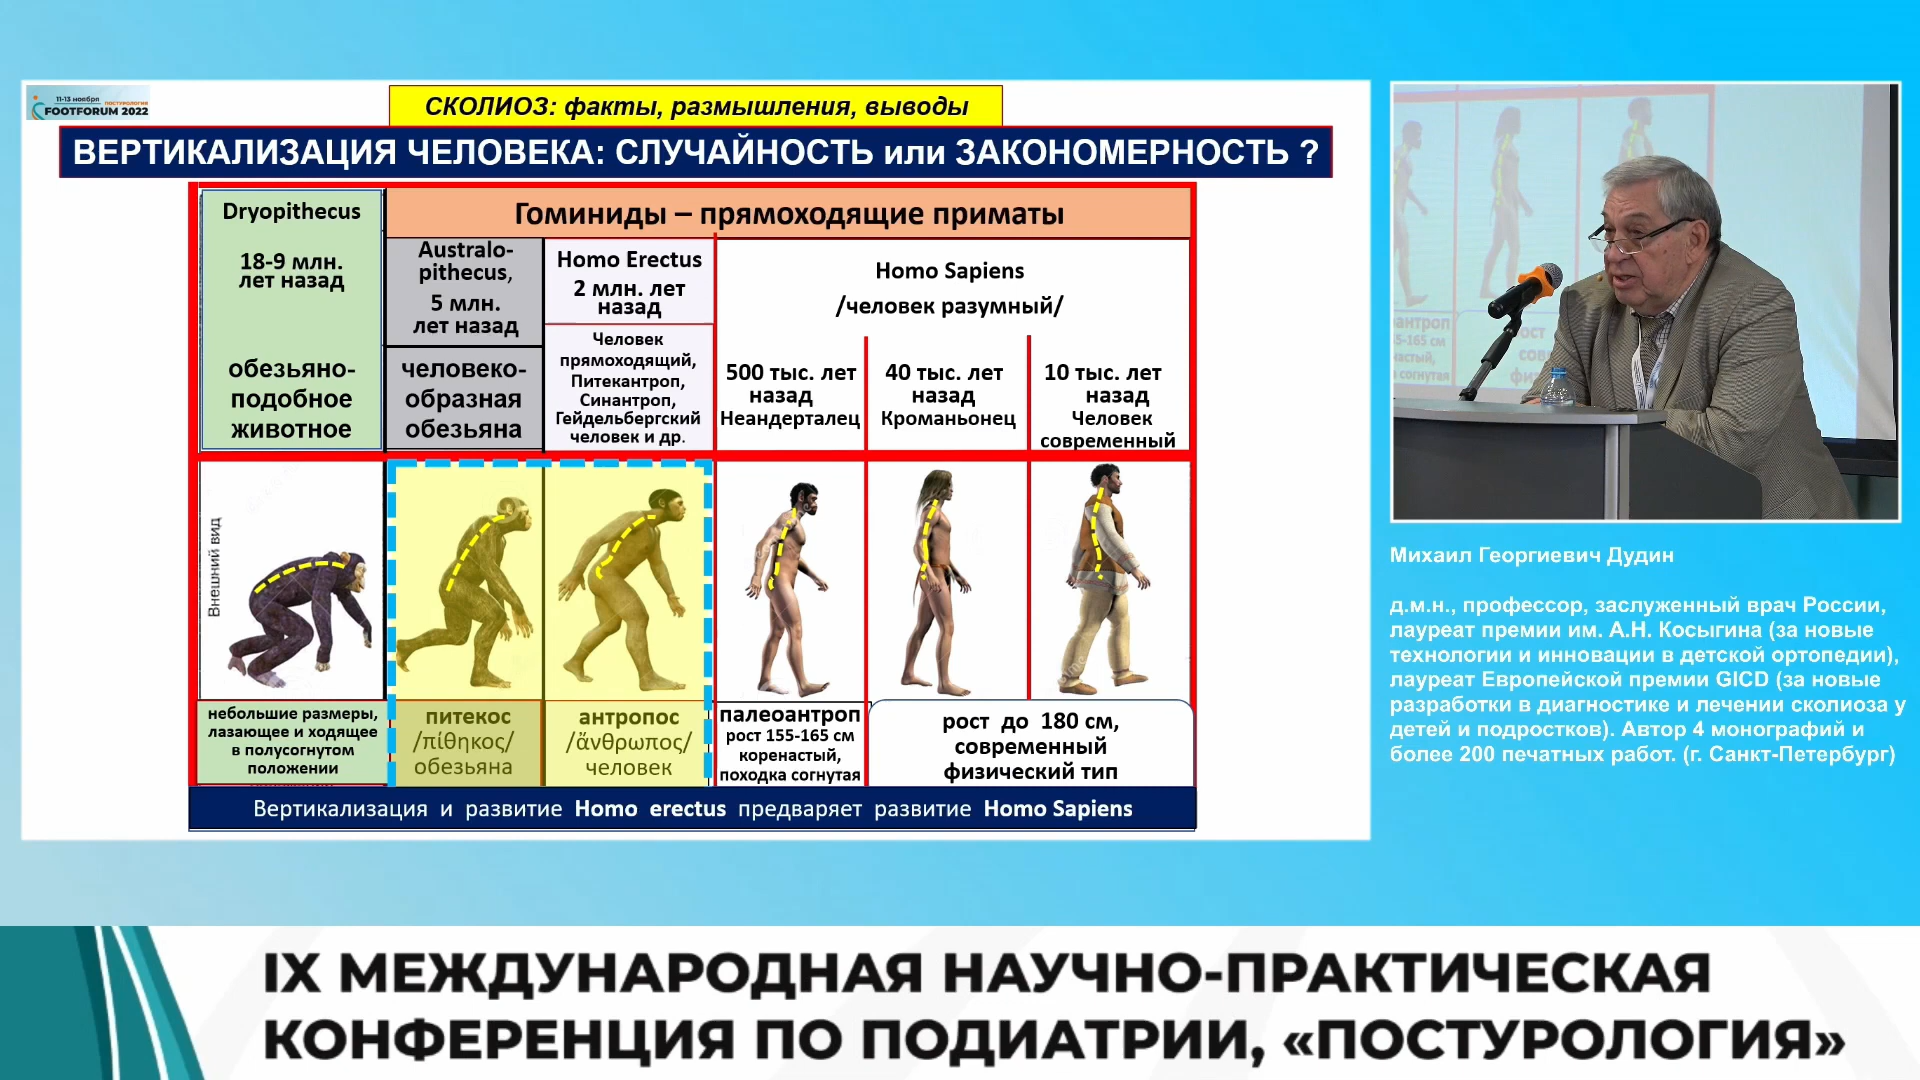 11-13 ноября
ПОСТУРОЛОГИЯ
FOOTFORUM 2022
СКОЛИОЗ: факты, размышления, выводы
ВЕРТИКАЛИЗАЦИЯ ЧЕЛОВЕКА: СЛУЧАЙНОСТЬ или ЗАКОНОМЕРНОСТЬ ?
Dryopithecus
18-9 млн.
лет назад
обезьяно-
подобное
животное
Гоминиды – прямоходящие приматы
Australo-
pithecus,
5 млн.
лет назад
человеко-
образная
обезьяна
Homo Erectus
2 млн. лет
назад
Человек
прямоходящий,
Питекантроп,
Синантроп,
Гейдельбергский
человек и др.
Homo Sapiens
/человек разумный/
500 тыс. лет
назад
Неандерталец
40 тыс. лет
назад
Кроманьонец
10 тыс. лет
назад
Человек
современный
Внешний вид
небольшие размеры,
лазающее и ходящее
в полусогнутом
положении
питекос
/πίθηκος/
обезьяна
антропос
/ἄνθρωπος/
человек
палеоантроп
рост 155-165 см
коренастый,
походка согнутая
рост до 180 см,
современный
физический тип
Вертикализация и развитие Homo erectus предваряет развитие Homo Sapiens
Михаил Георгиевич Дудин
д.м.н., профессор, заслуженный врач России,
лауреат премии им. А.Н. Косыгина (за новые
технологии и инновации в детской ортопедии),
лауреат Европейской премии GICD (за новые
разработки в диагностике и лечении сколиоза у
детей и подростков). Автор 4 монографий и
более 200 печатных работ. (г. Санкт-Петербург)
IX МЕЖДУНАРОДНАЯ НАУЧНО-ПРАКТИЧЕСКАЯ
КОНФЕРЕНЦИЯ ПО ПОДИАТРИИ, «ПОСТУРОЛОГИЯ»